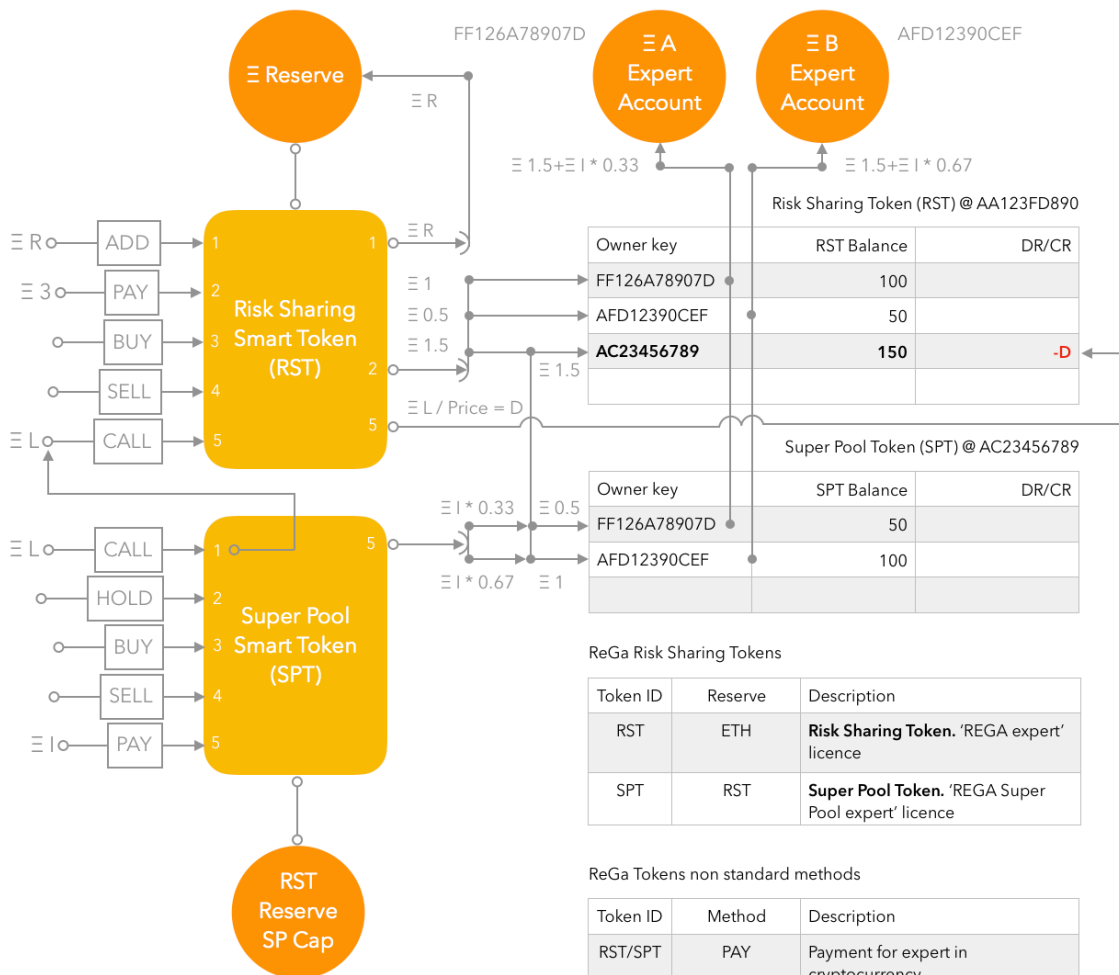 FF126A78907D
AFD12390CEF
Ξ Reserve
Ξ A
Expert
Account
Ξ B
Expert
Account
Ξ R
Ξ 1.5+Ξ I * 0.33
Ξ 1.5+Ξ I * 0.67
Risk Sharing Token (RST) @ AA123FD890
Ξ R ADD 1
Ξ 3 PAY 2
BUY 3
SELL 4
Ξ L CALL 5
Risk Sharing
Smart Token
(RST)
1 Ξ R
Ξ 1
Ξ 0.5
Ξ 1.5
2
Ξ 1.5
5 Ξ L / Price = D
Owner key RST Balance DR/CR
FF126A78907D 100
AFD12390CEF 50
AC23456789 150 -D
Super Pool Token (SPT) @ AC23456789
Owner key SPT Balance DR/CR
FF126A78907D 50
AFD12390CEF 100
Ξ L CALL 1
HOLD 2
BUY 3
SELL 4
Ξ I PAY 5
Super Pool
Smart Token
(SPT)
5
Ξ I * 0.33 Ξ 0.5
Ξ I * 0.67 Ξ 1
RST
Reserve
SP Cap
ReGa Risk Sharing Tokens
Token ID Reserve Description
RST ETH Risk Sharing Token. ‘REGA expert’
licence
SPT RST Super Pool Token. ‘REGA Super
Pool expert’ licence
ReGa Tokens non standard methods
Token ID Method Description
RST/SPT PAY Payment for expert in
cryptocurrency